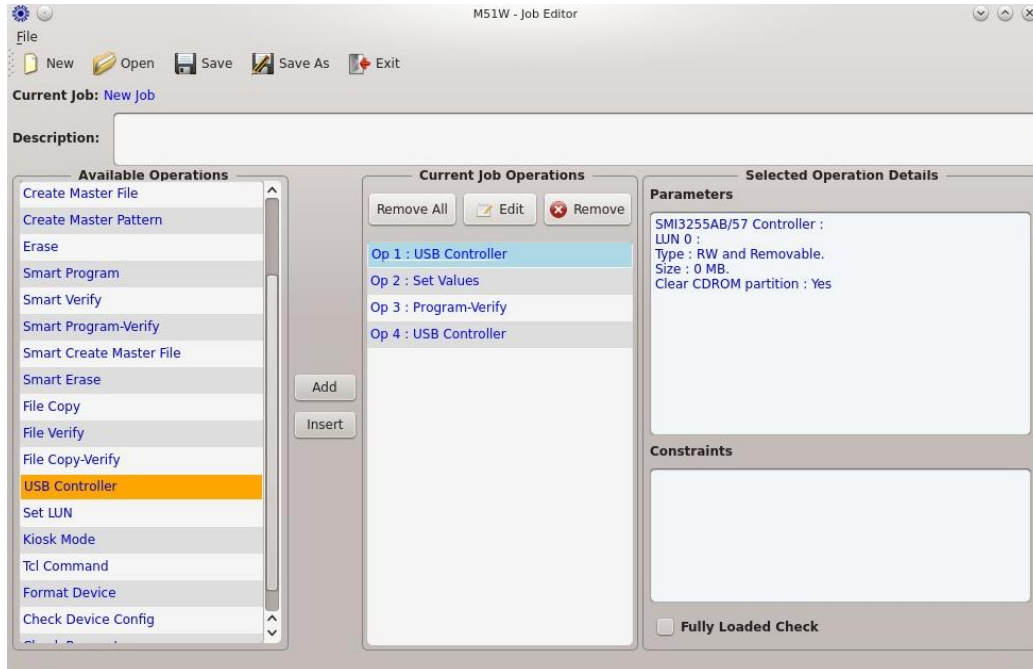 M51W - Job Editor
File
New Open Save Save As Exit
Current Job: New Job
Description:
Available Operations
Create Master File
Create Master Pattern
Erase
Smart Program
Smart Verify
Smart Program-Verify
Smart Create Master File
Smart Erase
File Copy
File Verify
File Copy-Verify
USB Controller
Set LUN
Kiosk Mode
Tcl Command
Format Device
Check Device Config
Add
Insert
Current Job Operations
Remove All Edit Remove
Op 1 : USB Controller
Op 2 : Set Values
Op 3 : Program-Verify
Op 4 : USB Controller
Selected Operation Details
Parameters
SMI3255AB/57 Controller :
LUN 0 :
Type : RW and Removable.
Size : 0 MB.
Clear CDROM partition : Yes
Constraints
Fully Loaded Check